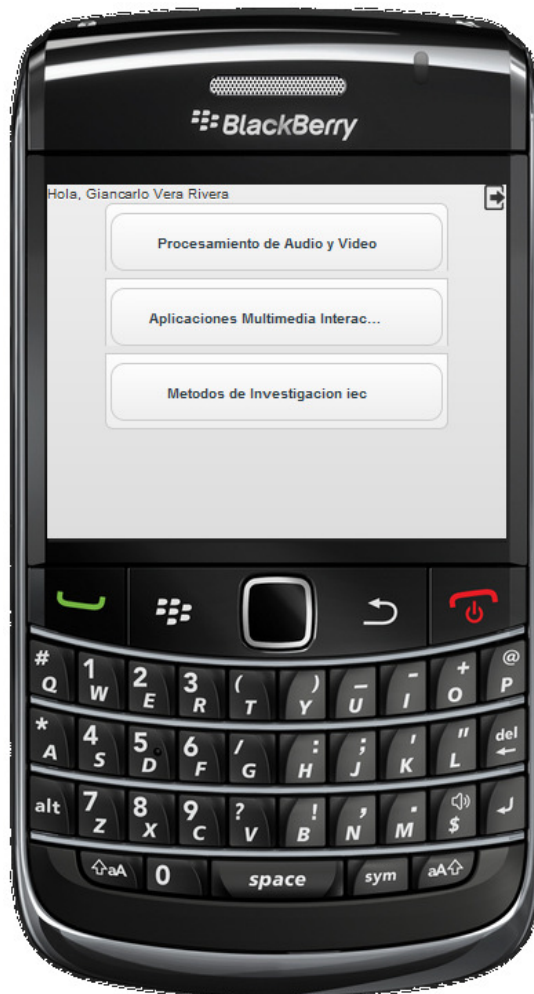 BlackBerry
Hola, Giancarlo Vera Rivera
Procesamiento de Audio y Video
Aplicaciones Multimedia Interac...
Metodos de Investigacion iec
# Q 1 W 2 E 3 R ( T ) Y _ U - I + O @ P
* A 4 S 5 D 6 F / G : H ; J ' K " L del
alt 7 Z 8 X 9 C ? V ! B , N . M $
aA 0 space sym aA